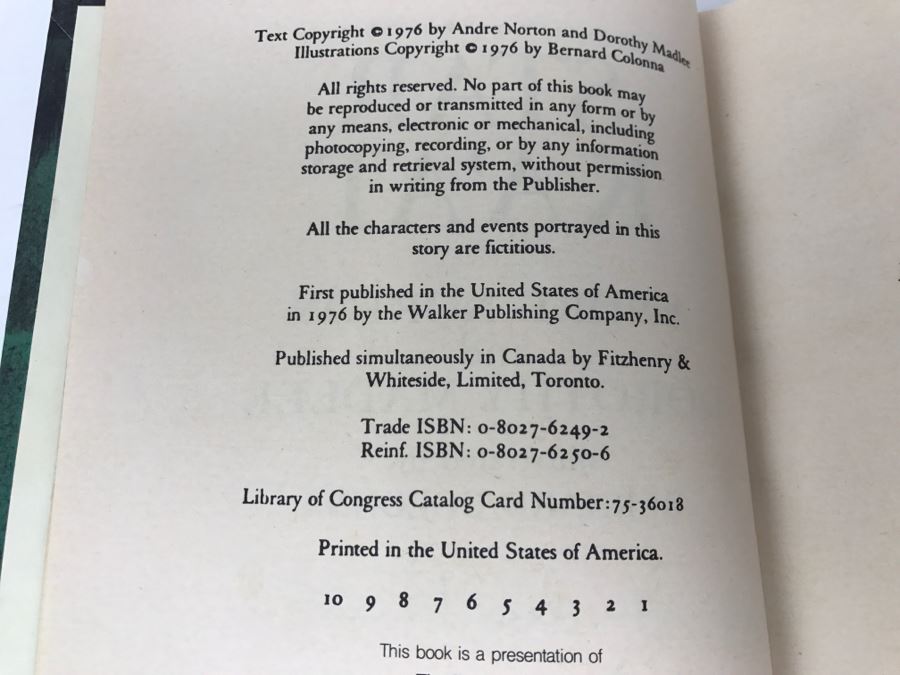 Text Copyright © 1976 by Andre Norton and Dorothy Madlee
Illustrations Copyright © 1976 by Bernard Colonna
All rights reserved. No part of this book may
be reproduced or transmitted in any form or by
any means, electronic or mechanical, including
photocopying, recording, or by any information
storage and retrieval system, without permission
in writing from the Publisher.
All the characters and events portrayed in this
story are fictitious.
First published in the United States of America
in 1976 by the Walker Publishing Company, Inc.
Published simultaneously in Canada by Fitzhenry &
Whiteside, Limited, Toronto.
Trade ISBN: 0-8027-6249-2
Reinf. ISBN: 0-8027-6250-6
Library of Congress Catalog Card Number:75-36018
Printed in the United States of America.
10 9 8 7 6 5 4 3 2 1
This book is a presentation of